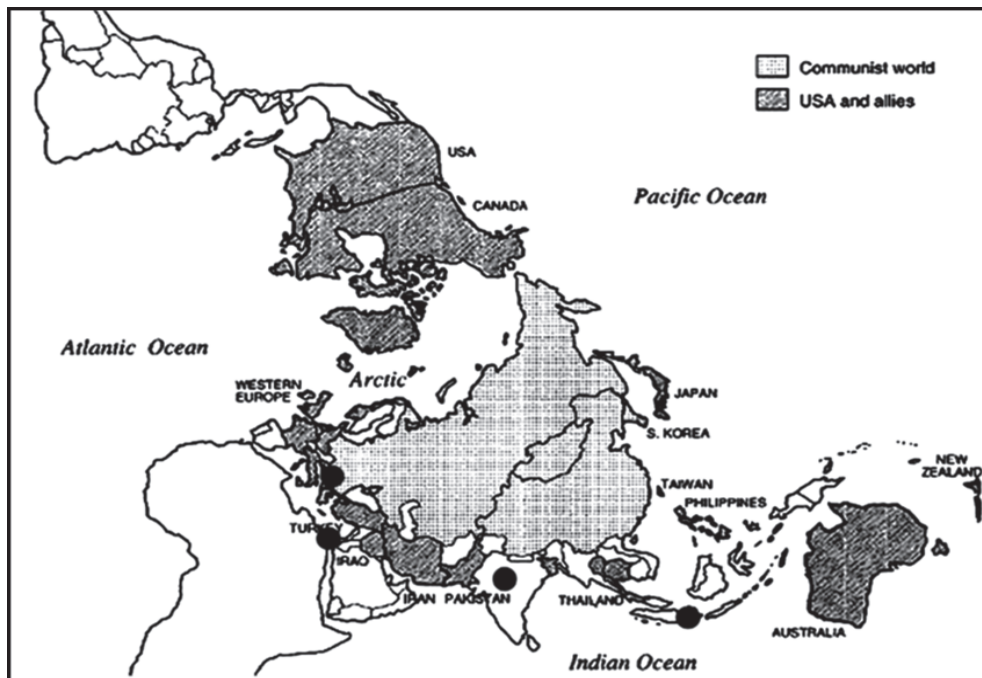 Communist world
USA and allies
USA
CANADA
Pacific Ocean
Atlantic Ocean
Arctic
WESTERN
EUROPE
JAPAN
S. KOREA
TAIWAN
PHILIPPINES
NEW
ZEALAND
TURKEY
IRAQ
IRAN PAKISTAN
THAILAND
AUSTRALIA
Indian Ocean